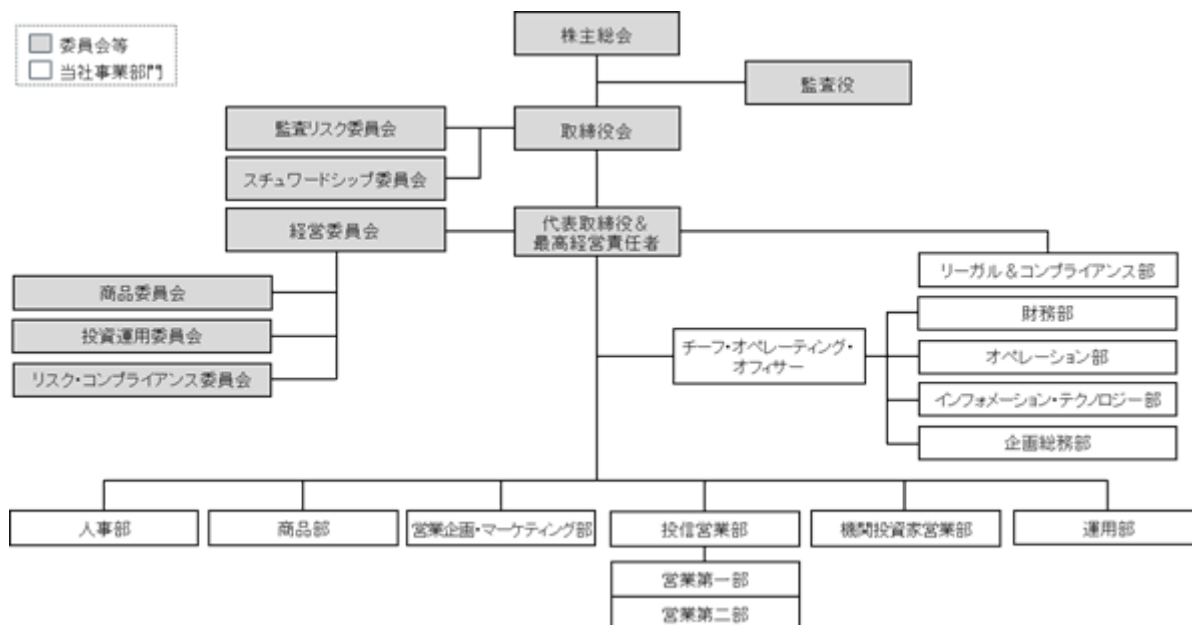 委員会等
当社事業部門
株主総会
監査役
監査リスク委員会
取締役会
スチュワードシップ委員会
経営委員会
代表取締役&
最高経営責任者
リーガル&コンプライアンス部
商品委員会
財務部
投資運用委員会
チーフ・オペレーティング・
オフィサー
オペレーション部
リスク・コンプライアンス委員会
インフォメーション・テクノロジー部
企画総務部
人事部
商品部
営業企画・マーケティング部
投信営業部
機関投資家営業部
運用部
営業第一部
営業第二部